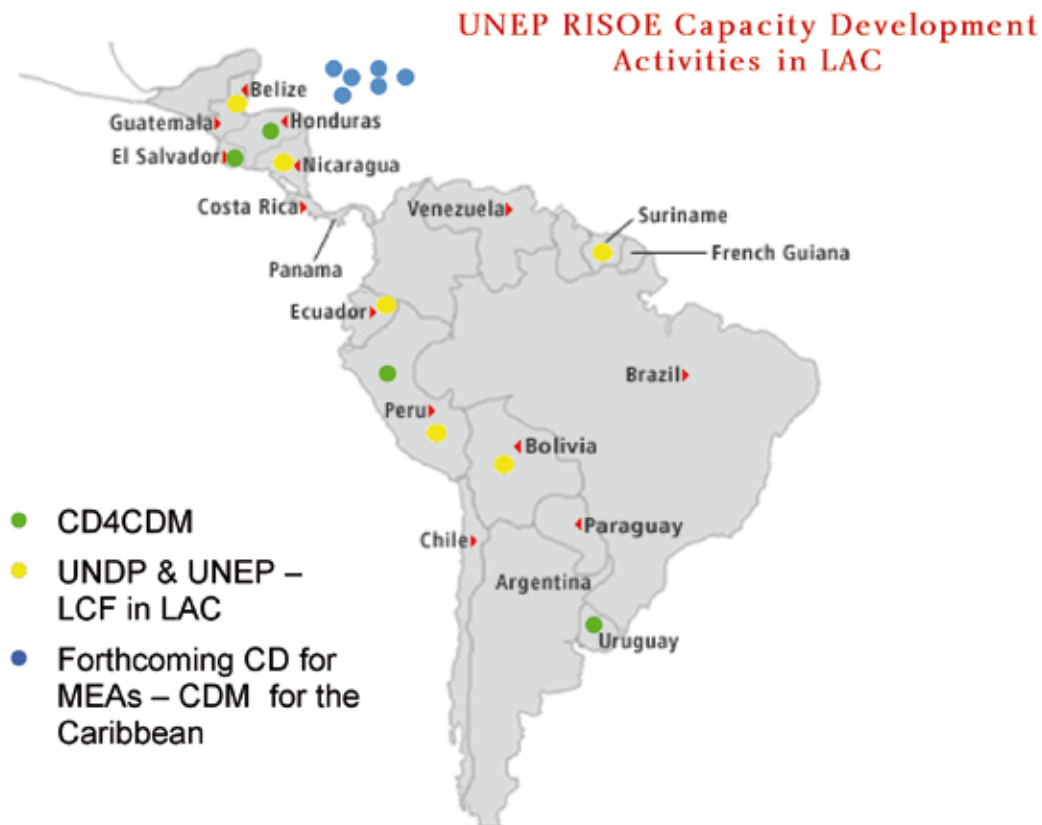 UNEP RISOE Capacity Development
Activities in LAC
Belize
Guatemala
Honduras
El Salvador
Nicaragua
Costa Rica
Venezuela
Suriname
Panama
French Guiana
Ecuador
Brazil
Peru
Bolivia
Chile
Paraguay
Argentina
Uruguay
CD4CDM
UNDP & UNEP –
LCF in LAC
Forthcoming CD for
MEAs – CDM for the
Caribbean